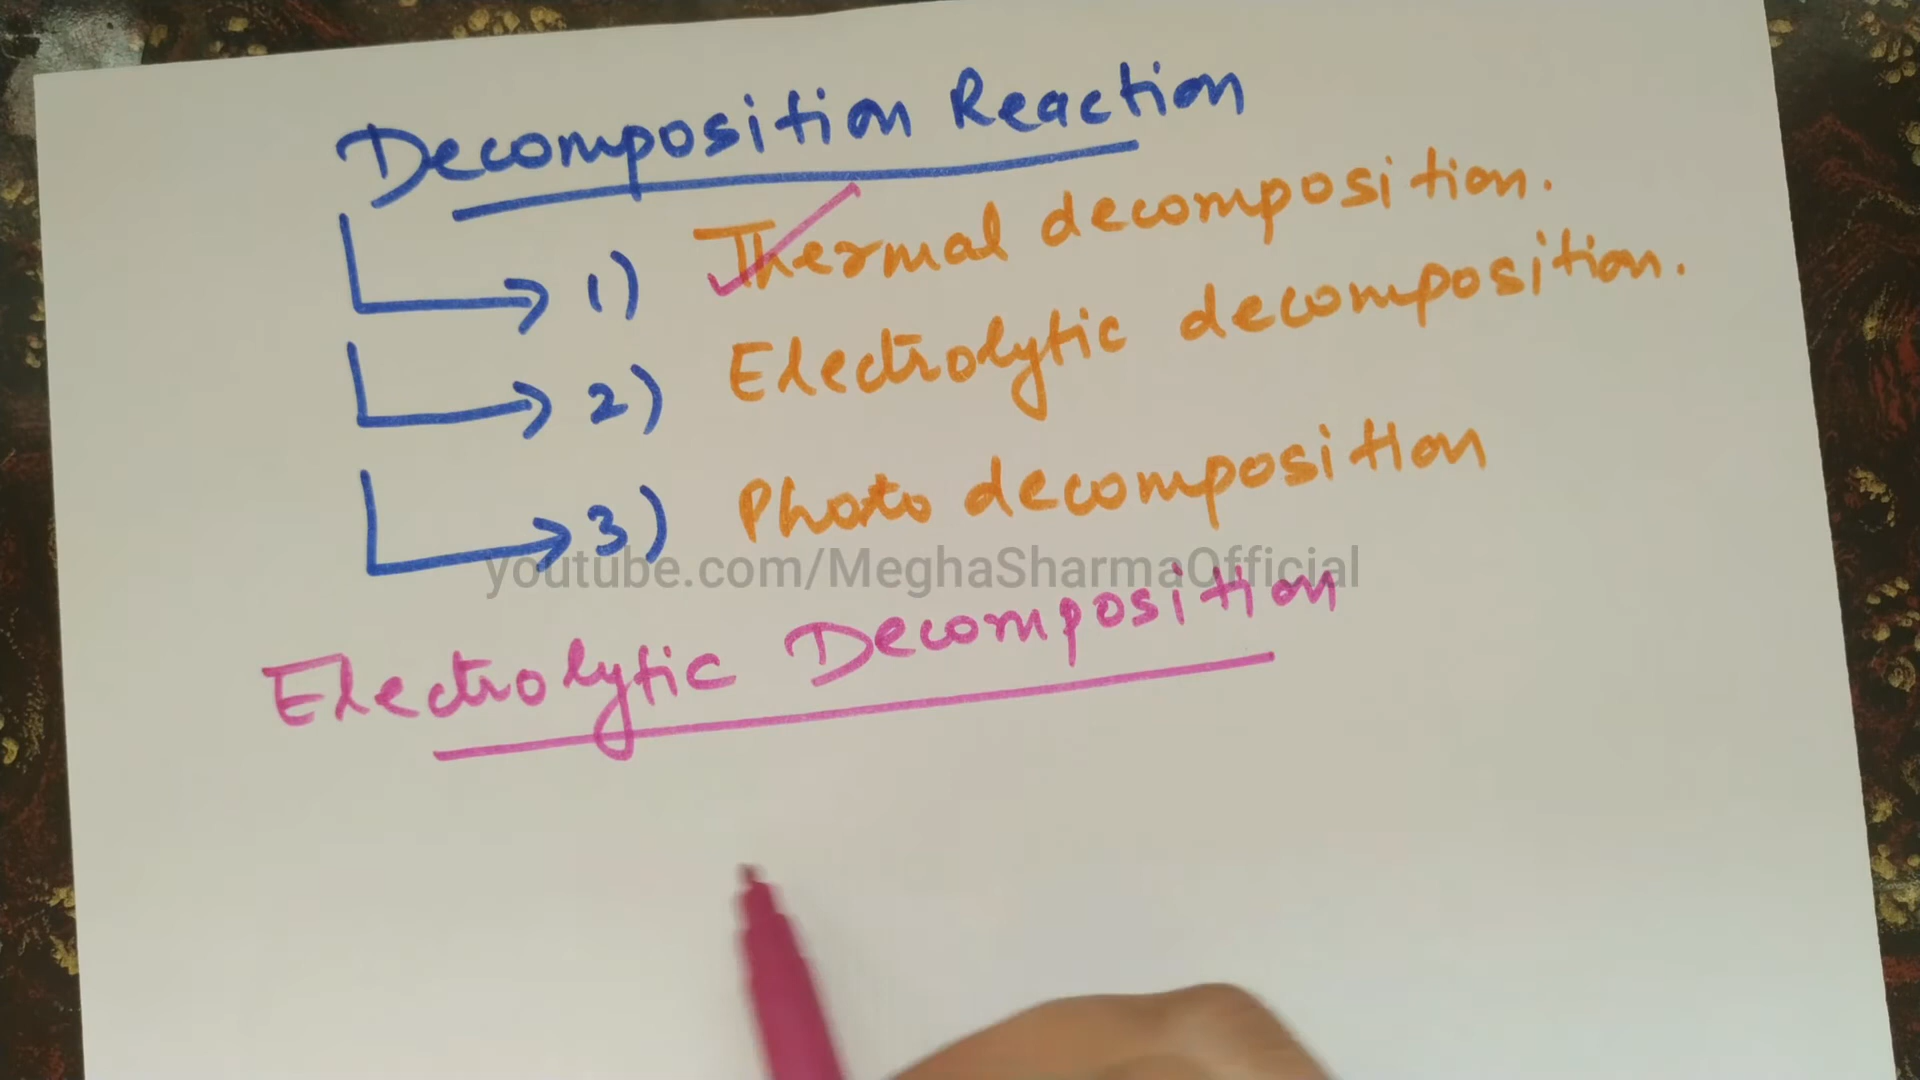 Decomposition Reaction
1) Thermal decomposition.
2) Electrolytic decomposition.
3) Photo decomposition
youtube.com/MeghaSharmaOfficial
Electrolytic Decomposition